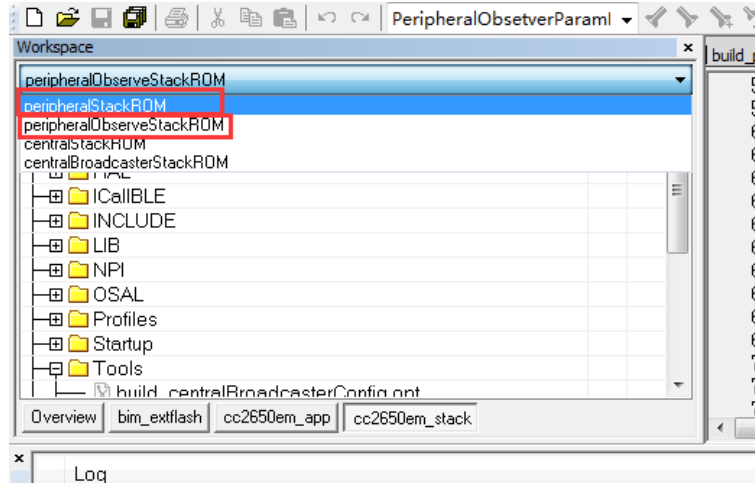 PeripheralObsetverParaml
Workspace
build_
peripheralObserveStackROM
peripheralStackROM
peripheralObserveStackROM
centralStackROM
centralBroadcasterStackROM
HAL
ICallBLE
INCLUDE
LIB
NPI
OSAL
Profiles
Startup
Tools
build_centralBroadcasterConfig.opt
Overview
bim_extflash
cc2650em_app
cc2650em_stack
Log